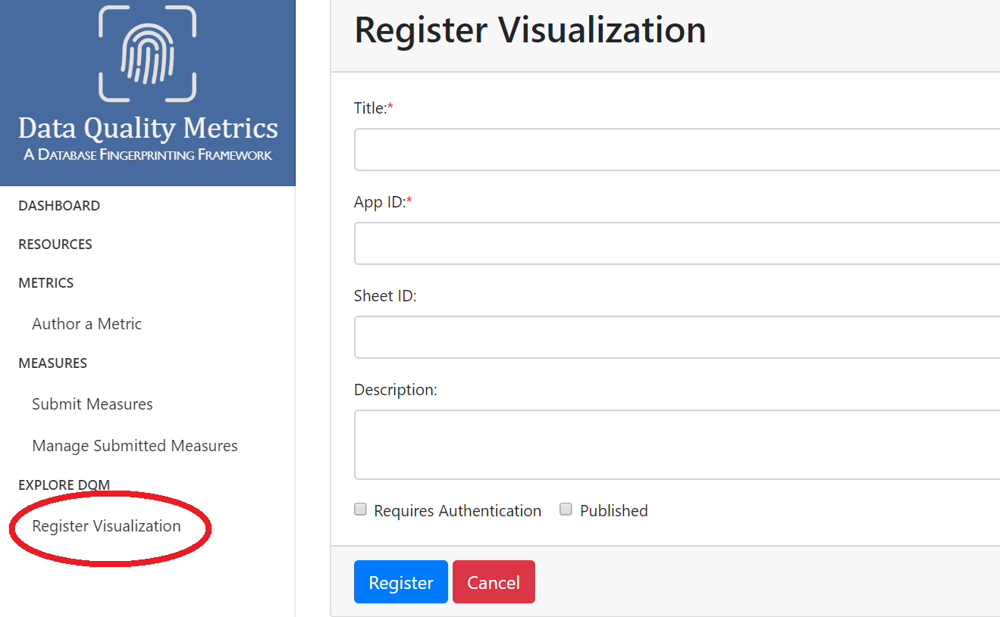 Data Quality Metrics
A Database Fingerprinting Framework
DASHBOARD
RESOURCES
METRICS
Author a Metric
MEASURES
Submit Measures
Manage Submitted Measures
EXPLORE DQM
Register Visualization
Register Visualization
Title:*
App ID:*
Sheet ID:
Description:
Requires Authentication Published
Register Cancel